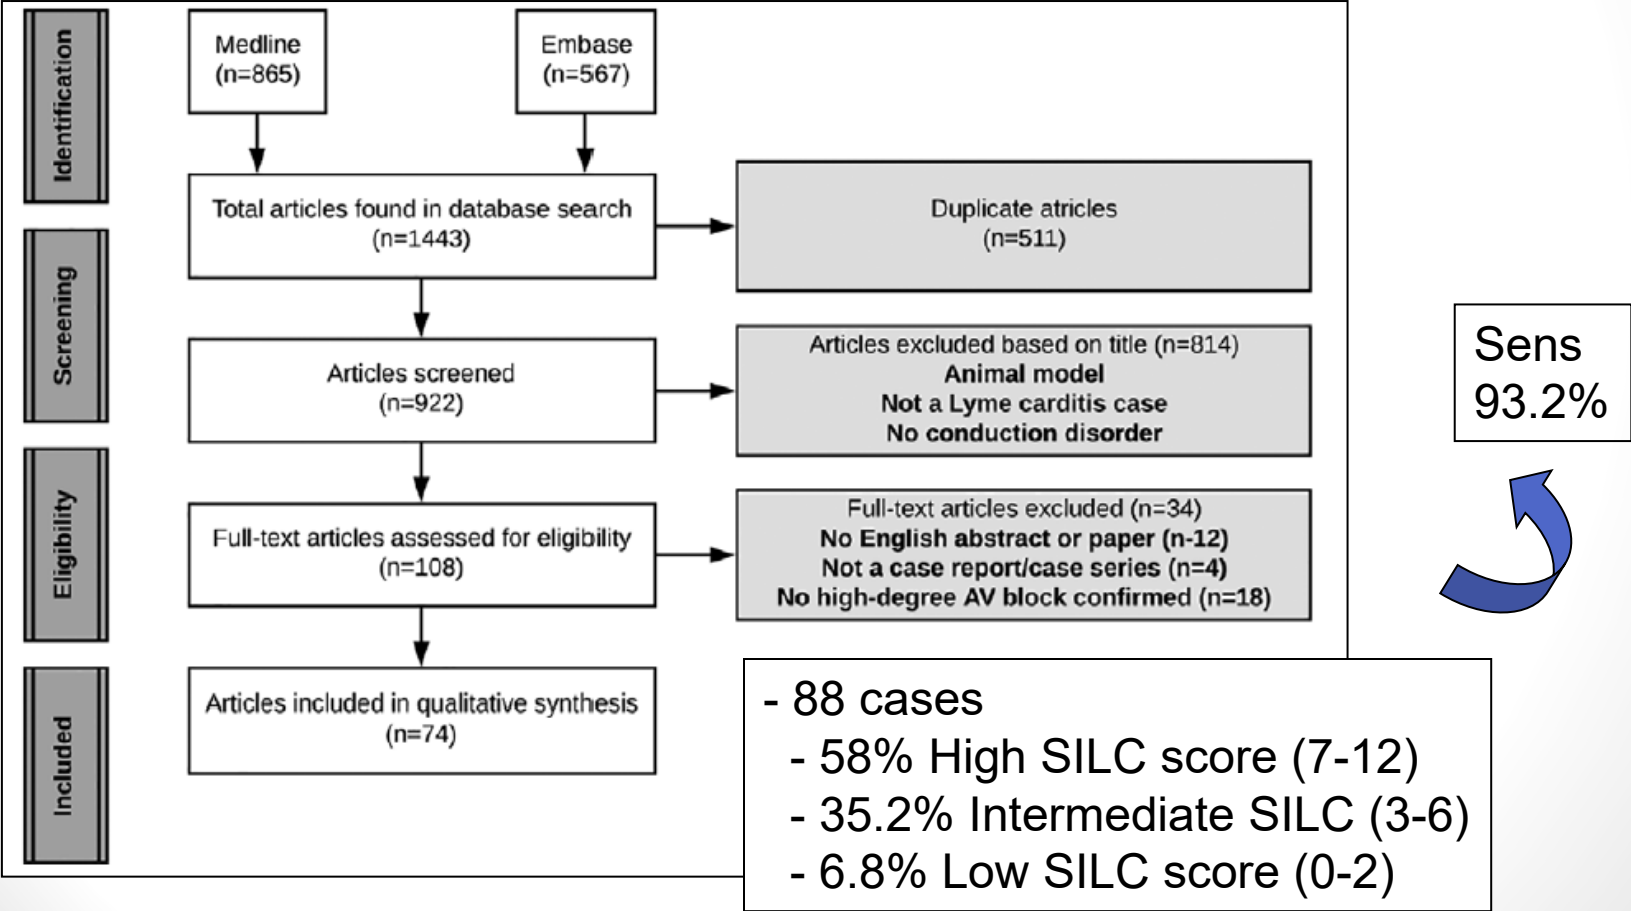 Identification
Medline
(n=865)
Embase
(n=567)
Total articles found in database search
(n=1443)
Duplicate atricles
(n=511)
Screening
Articles screened
(n=922)
Articles excluded based on title (n=814)
Animal model
Not a Lyme carditis case
No conduction disorder
Eligibility
Full-text articles assessed for eligibility
(n=108)
Full-text articles excluded (n=34)
No English abstract or paper (n-12)
Not a case report/case series (n=4)
No high-degree AV block confirmed (n=18)
Included
Articles included in qualitative synthesis
(n=74)
- 88 cases
- 58% High SILC score (7-12)
- 35.2% Intermediate SILC (3-6)
- 6.8% Low SILC score (0-2)
Sens
93.2%